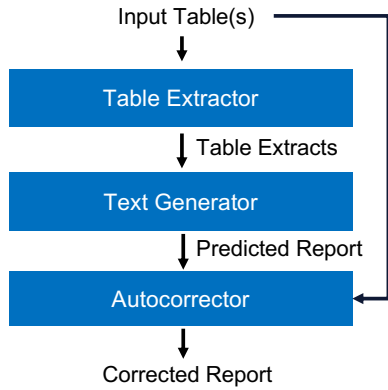 Input Table(s)
Table Extractor
Table Extracts
Text Generator
Predicted Report
Autocorrector
Corrected Report